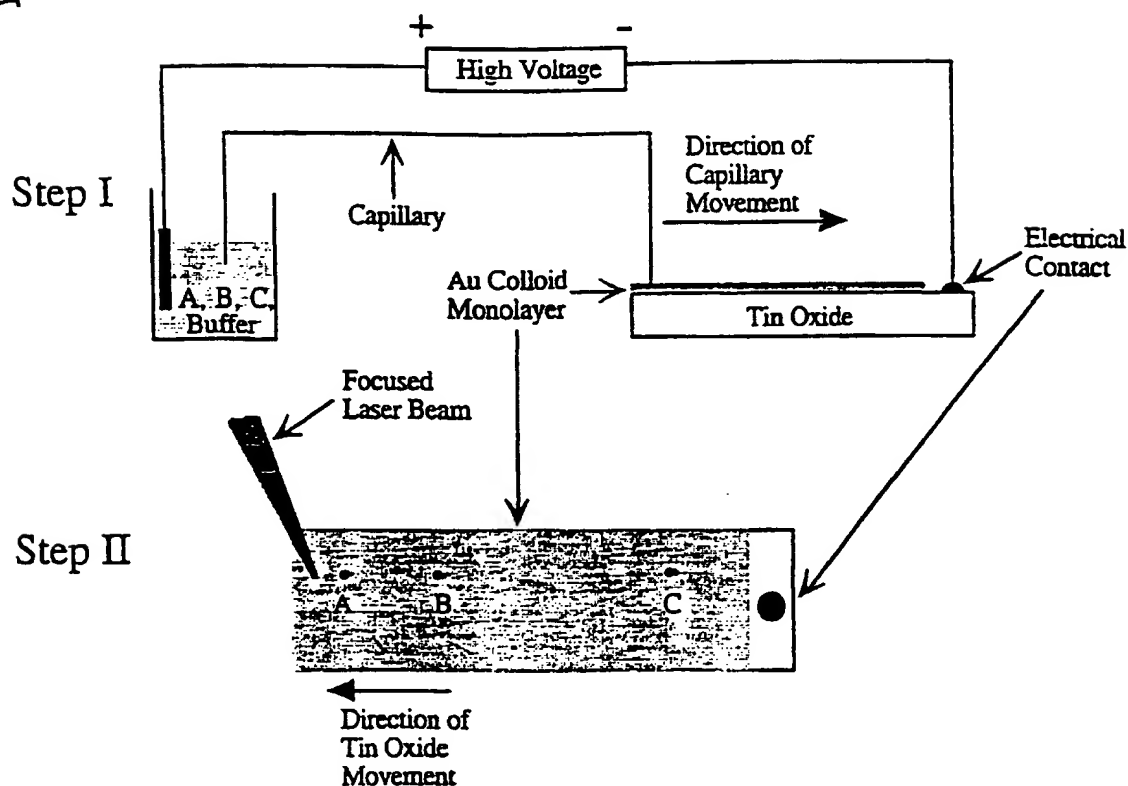 + -
High Voltage
Step I
Direction of
Capillary
Movement
Capillary
Electrical
Contact
A, B, C,
Buffer
Au Colloid
Monolayer
Tin Oxide
Focused
Laser Beam
Step II
A B C
Direction of
Tin Oxide
Movement